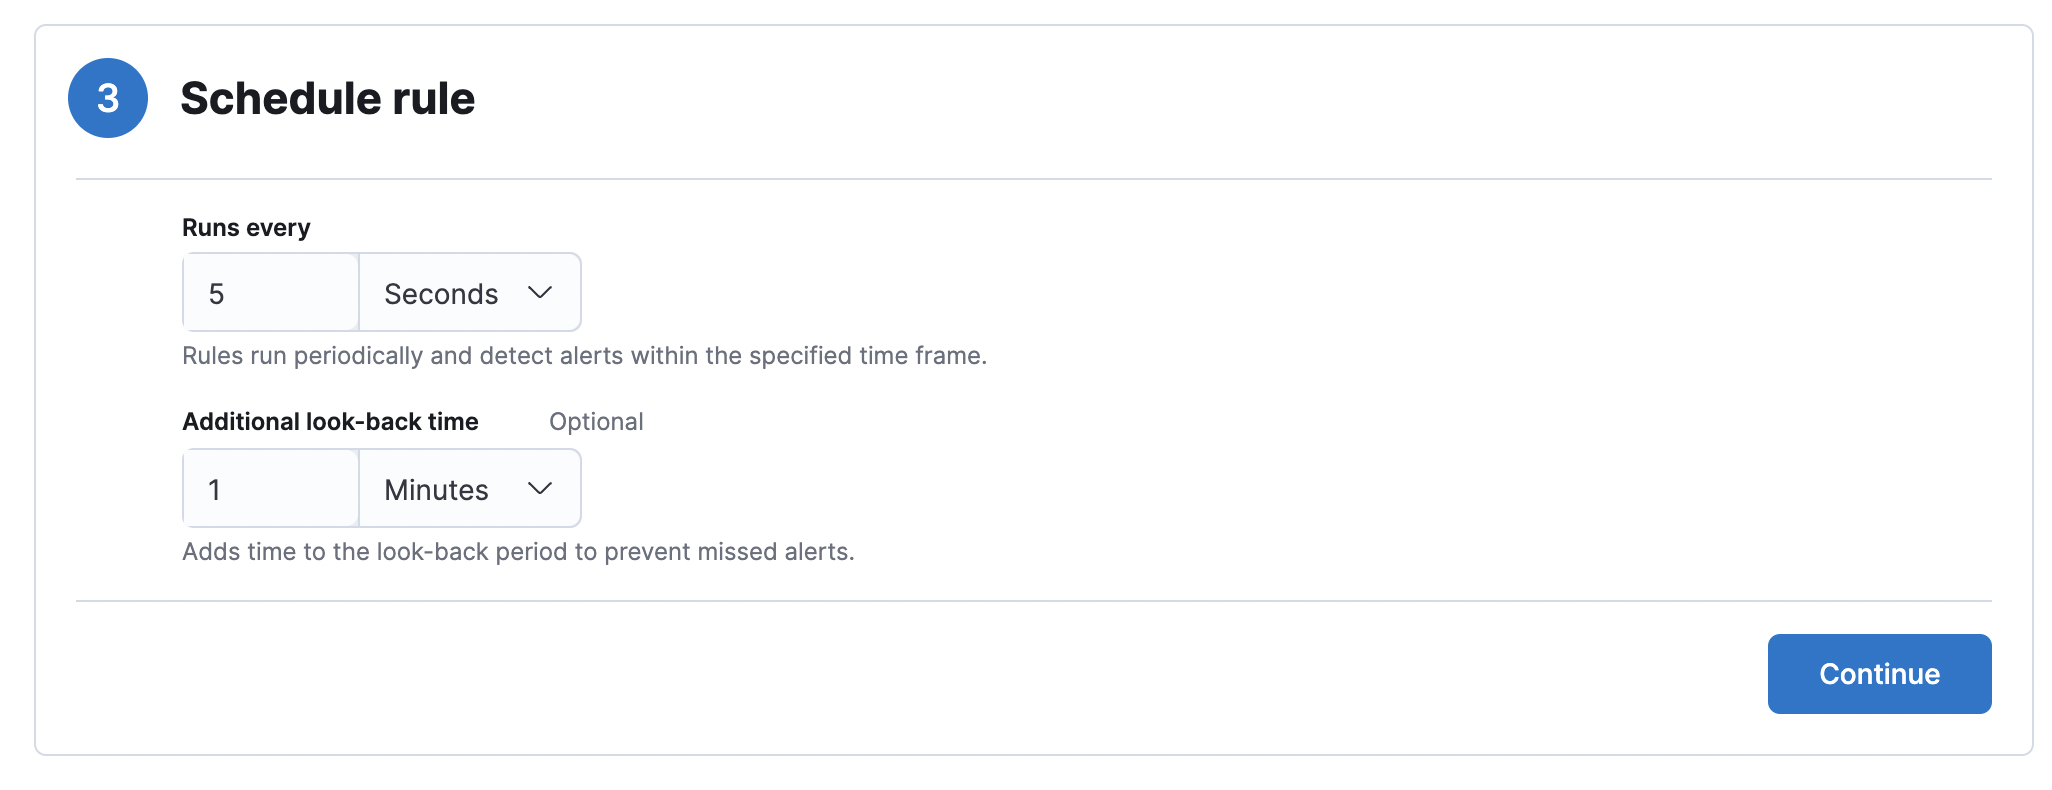 3 Schedule rule
Runs every
5 Seconds
Rules run periodically and detect alerts within the specified time frame.
Additional look-back time Optional
1 Minutes
Adds time to the look-back period to prevent missed alerts.
Continue